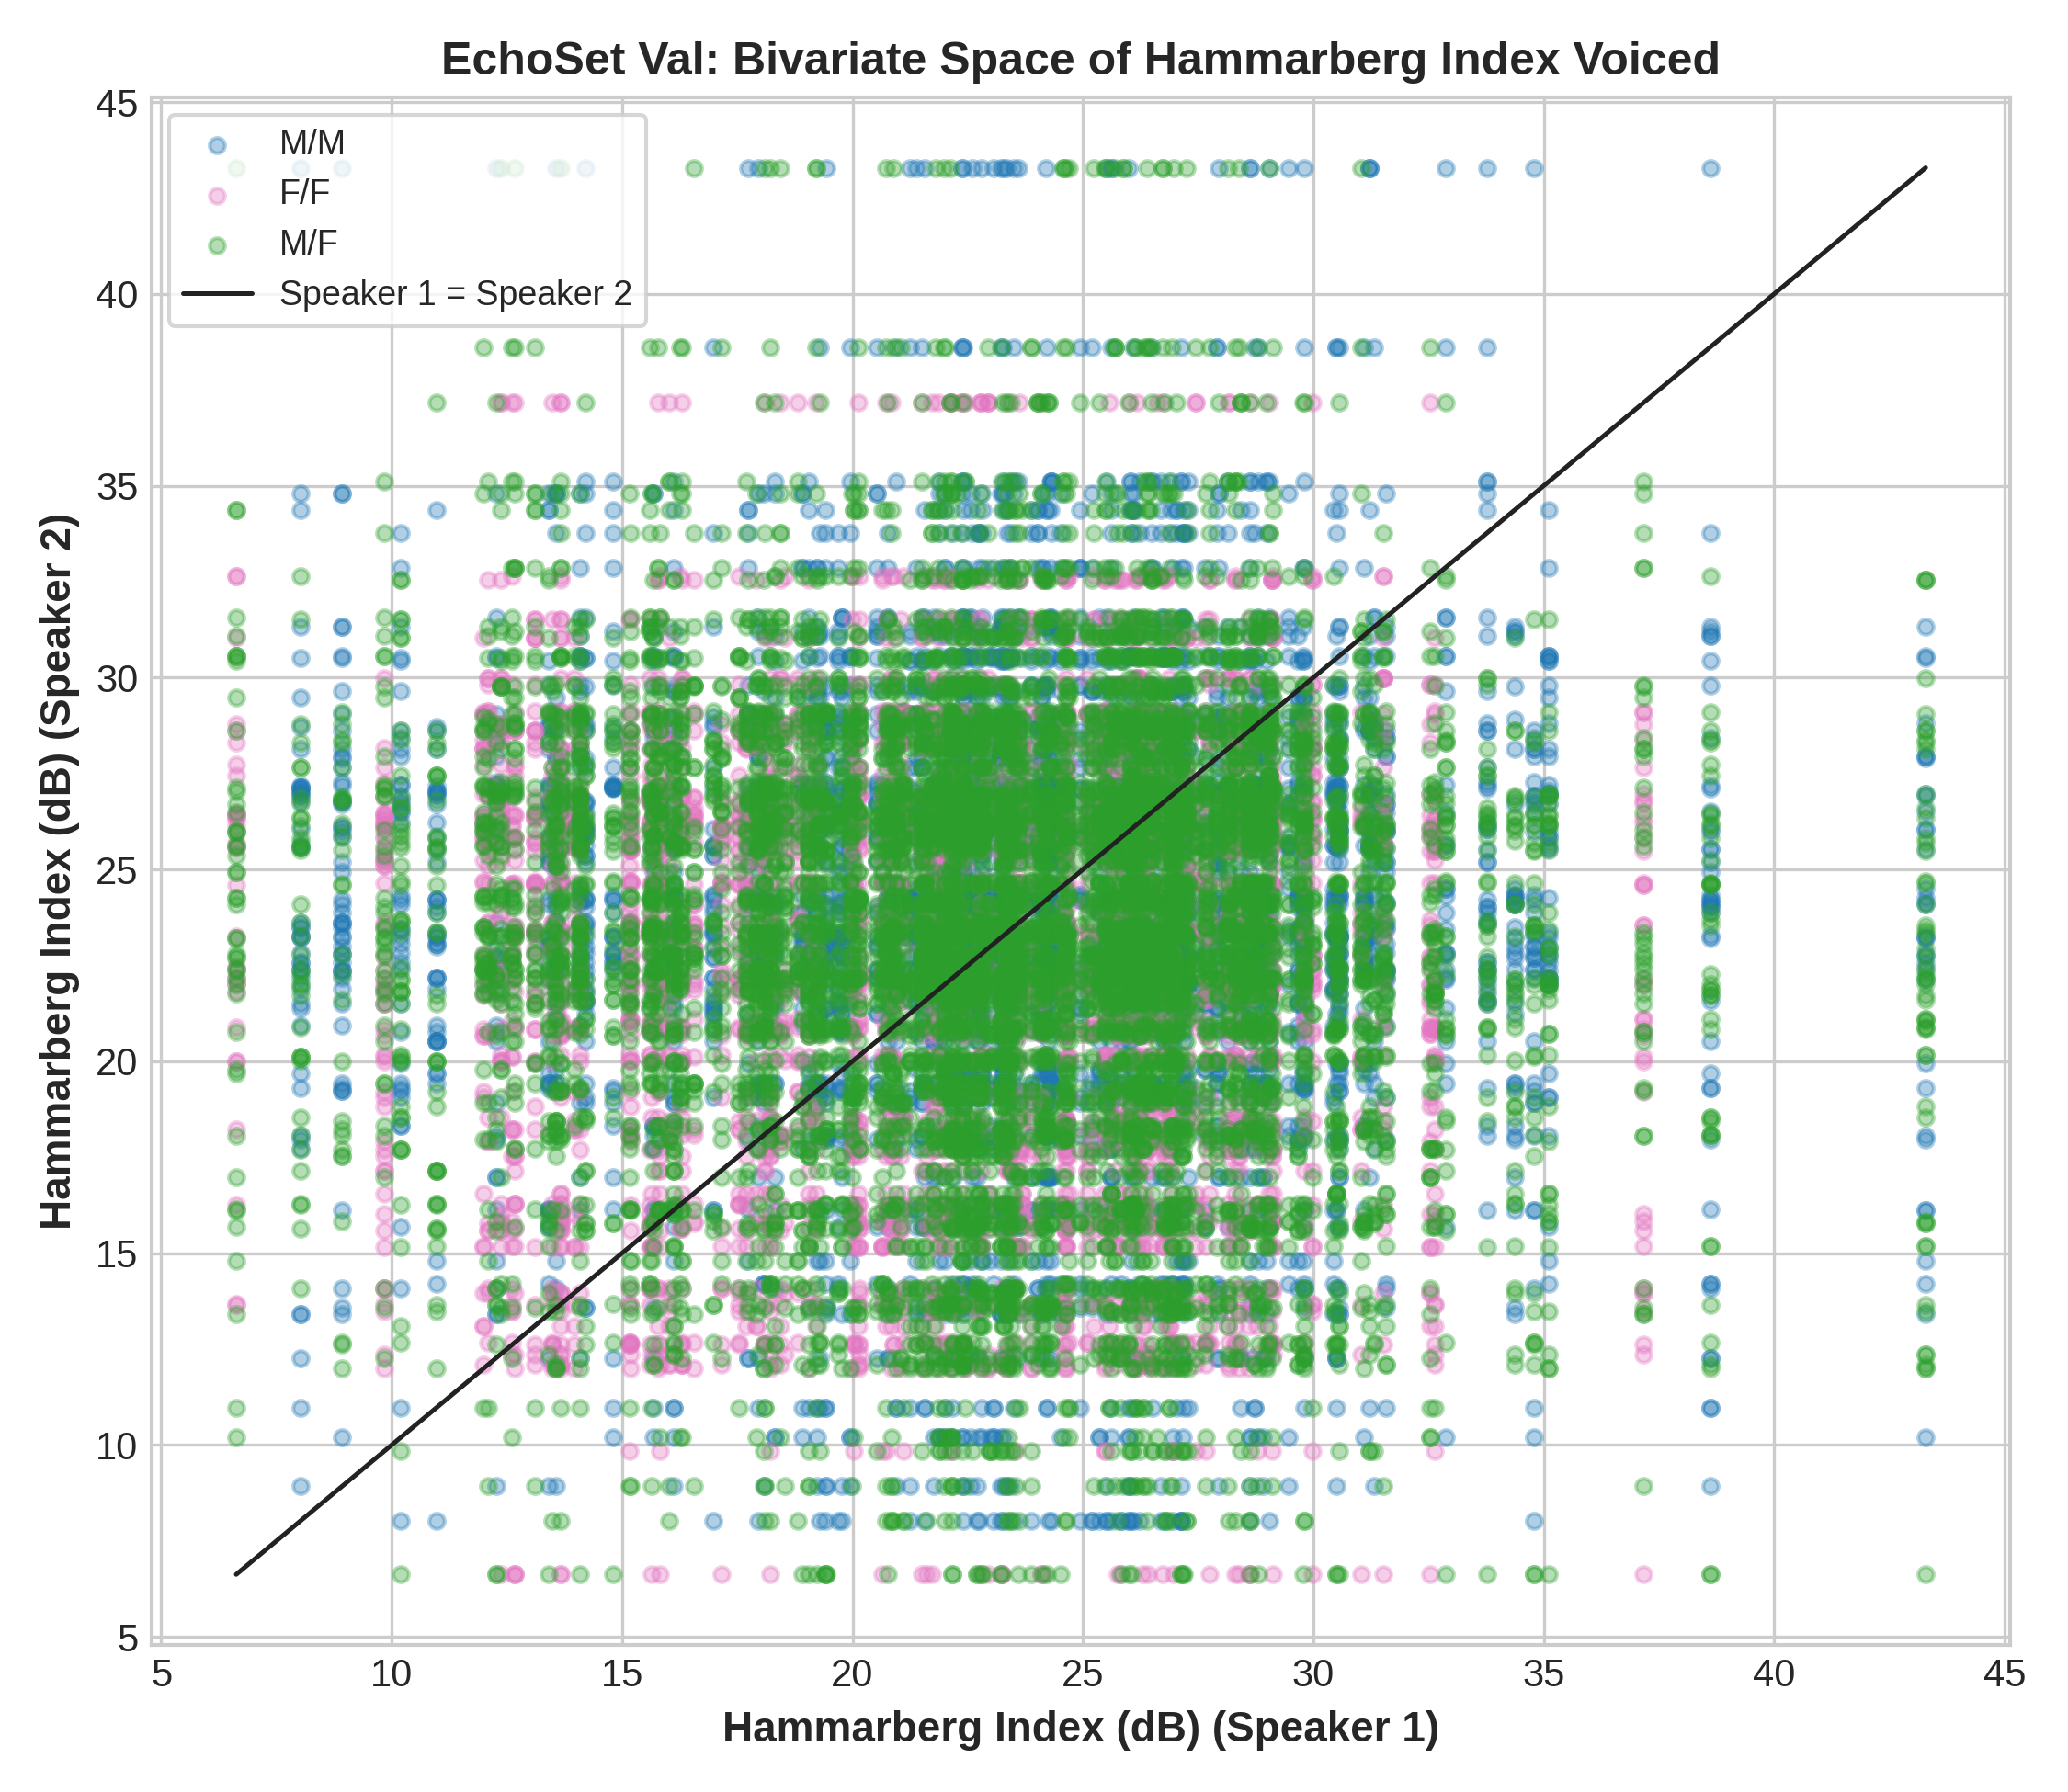 EchoSet Val: Bivariate Space of Hammarberg Index Voiced
M/M
F/F
M/F
Speaker 1 = Speaker 2
45
40
35
30
25
20
15
10
5
Hammarberg Index (dB) (Speaker 2)
5 10 15 20 25 30 35 40 45
Hammarberg Index (dB) (Speaker 1)